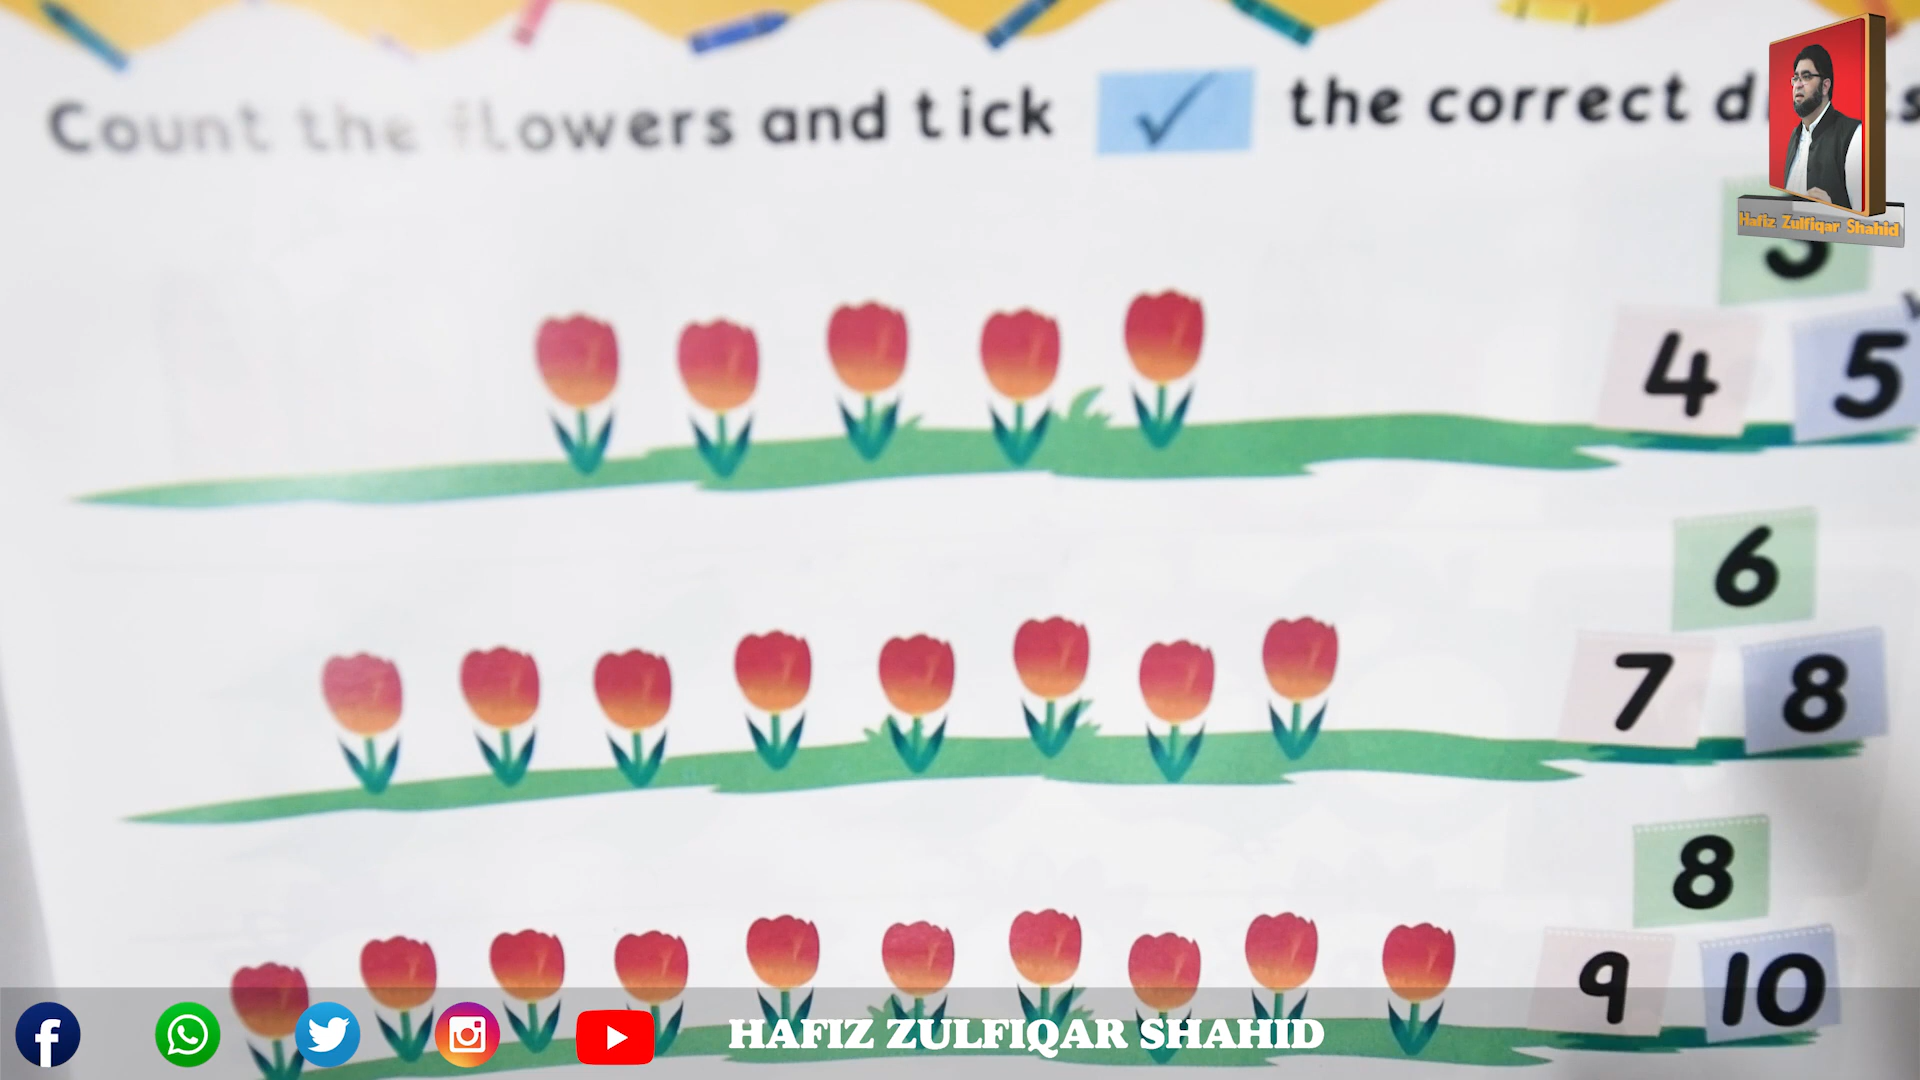 Count the flowers and tick ✓ the correct
Hafiz Zulfiqar Shahid
3
4 5
6
7 8
8
9 10
HAFIZ ZULFIQAR SHAHID